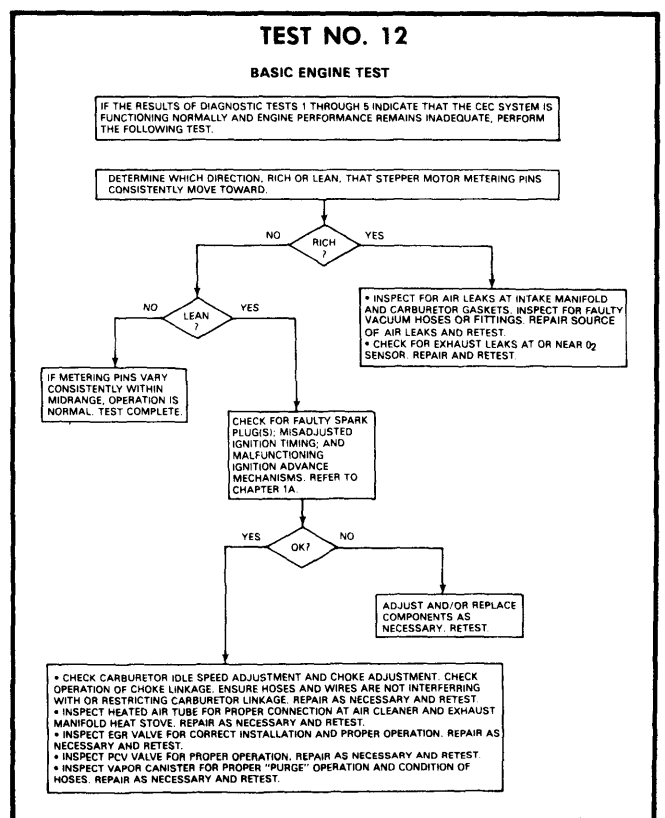 TEST NO. 12
BASIC ENGINE TEST
IF THE RESULTS OF DIAGNOSTIC TESTS 1 THROUGH 5 INDICATE THAT THE CEC SYSTEM IS
FUNCTIONING NORMALLY AND ENGINE PERFORMANCE REMAINS INADEQUATE, PERFORM
THE FOLLOWING TEST.
DETERMINE WHICH DIRECTION, RICH OR LEAN, THAT STEPPER MOTOR METERING PINS
CONSISTENTLY MOVE TOWARD.
NO
RICH
?
YES
• INSPECT FOR AIR LEAKS AT INTAKE MANIFOLD
AND CARBURETOR GASKETS. INSPECT FOR FAULTY
VACUUM HOSES OR FITTINGS. REPAIR SOURCE
OF AIR LEAKS AND RETEST.
• CHECK FOR EXHAUST LEAKS AT OR NEAR O2
SENSOR. REPAIR AND RETEST.
NO
LEAN
?
YES
IF METERING PINS VARY
CONSISTENTLY WITHIN
MIDRANGE, OPERATION IS
NORMAL. TEST COMPLETE.
CHECK FOR FAULTY SPARK
PLUG(S); MISADJUSTED
IGNITION TIMING; AND
MALFUNCTIONING
IGNITION ADVANCE
MECHANISMS. REFER TO
CHAPTER 1A.
YES
OK?
NO
ADJUST AND/OR REPLACE
COMPONENTS AS
NECESSARY. RETEST.
• CHECK CARBURETOR IDLE SPEED ADJUSTMENT AND CHOKE ADJUSTMENT. CHECK
OPERATION OF CHOKE LINKAGE. ENSURE HOSES AND WIRES ARE NOT INTERFERRING
WITH OR RESTRICTING CARBURETOR LINKAGE. REPAIR AS NECESSARY AND RETEST.
• INSPECT HEATED AIR TUBE FOR PROPER CONNECTION AT AIR CLEANER AND EXHAUST
MANIFOLD HEAT STOVE. REPAIR AS NECESSARY AND RETEST.
• INSPECT EGR VALVE FOR CORRECT INSTALLATION AND PROPER OPERATION. REPAIR AS
NECESSARY AND RETEST.
• INSPECT PCV VALVE FOR PROPER OPERATION. REPAIR AS NECESSARY AND RETEST.
• INSPECT VAPOR CANISTER FOR PROPER "PURGE" OPERATION AND CONDITION OF
HOSES. REPAIR AS NECESSARY AND RETEST.